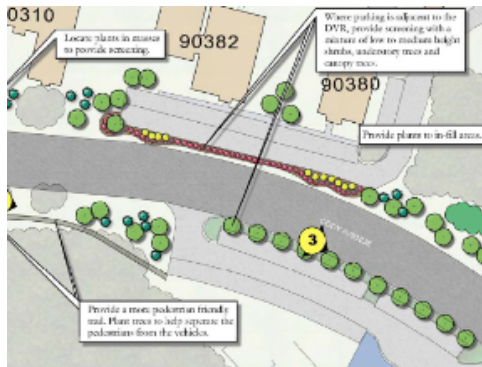 0310
Locate plants in masses
to provide screening.
90382
Where parking is adjacent to the
DVR, provide screening with a
mixture of low to medium height
shrubs, understory trees and
canopy trees.
90380
Provide plants to in-fill areas.
3
AVENUE
Provide a more pedestrian friendly
trail. Plant trees to help seperate the
pedestrians from the vehicles.